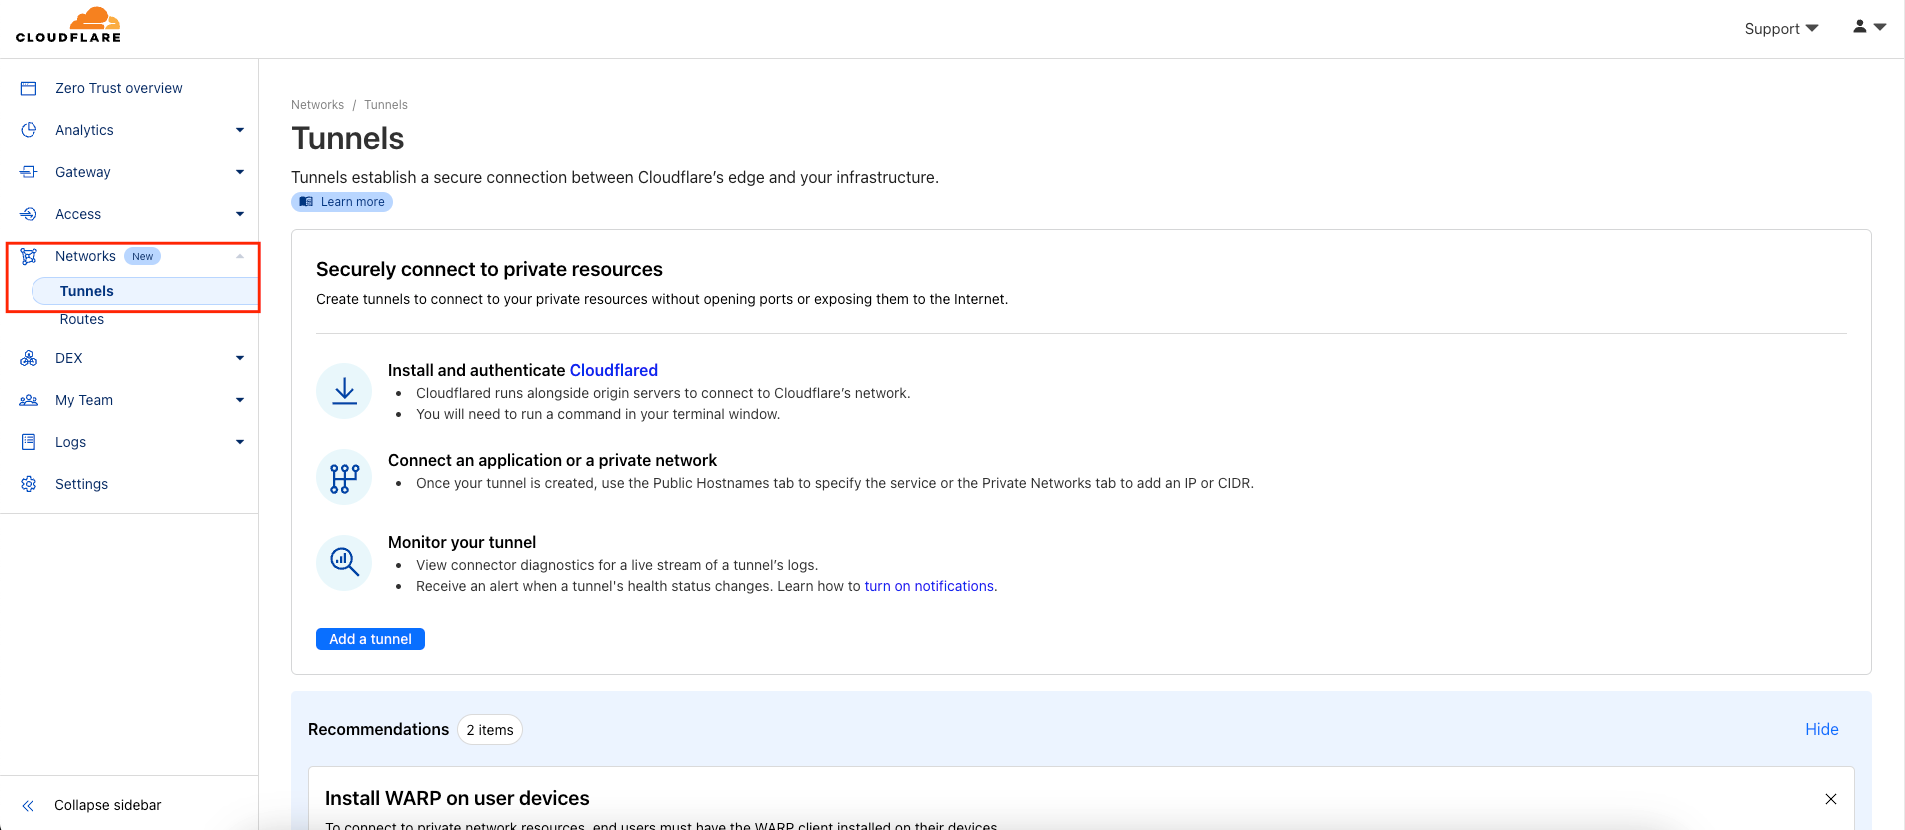 CLOUDFLARE
Support
Zero Trust overview
Analytics
Gateway
Access
Networks New
Tunnels
Routes
DEX
My Team
Logs
Settings
Collapse sidebar
Networks / Tunnels
Tunnels
Tunnels establish a secure connection between Cloudflare’s edge and your infrastructure.
Learn more
Securely connect to private resources
Create tunnels to connect to your private resources without opening ports or exposing them to the Internet.
Install and authenticate Cloudflared
• Cloudflared runs alongside origin servers to connect to Cloudflare’s network.
• You will need to run a command in your terminal window.
Connect an application or a private network
• Once your tunnel is created, use the Public Hostnames tab to specify the service or the Private Networks tab to add an IP or CIDR.
Monitor your tunnel
• View connector diagnostics for a live stream of a tunnel’s logs.
• Receive an alert when a tunnel's health status changes. Learn how to turn on notifications.
Add a tunnel
Recommendations 2 items
Hide
Install WARP on user devices
To connect to private network resources, end users must have the WARP client installed on their devices.